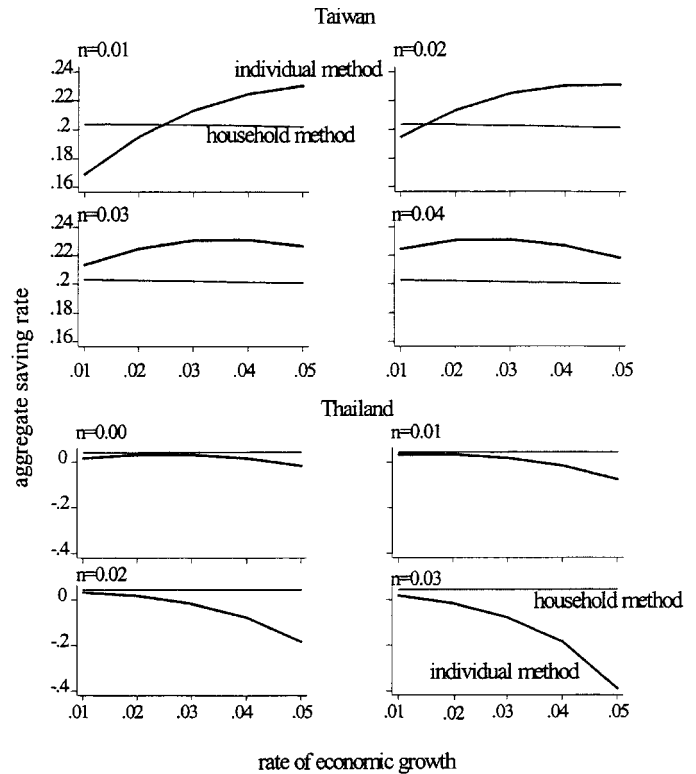 Taiwan
n=0.01
n=0.02
.24
.22
.2
.18
.16
individual method
household method
n=0.03
n=0.04
.24
.22
.2
.18
.16
.01 .02 .03 .04 .05
.01 .02 .03 .04 .05
aggregate saving rate
Thailand
n=0.00
n=0.01
0
-.2
-.4
n=0.02
n=0.03
0
-.2
-.4
household method
individual method
.01 .02 .03 .04 .05
.01 .02 .03 .04 .05
rate of economic growth